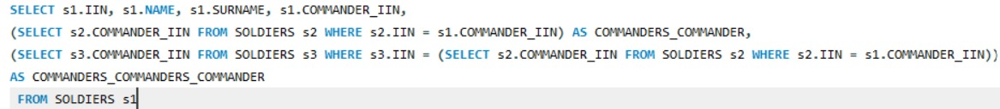 SELECT s1.IIN, s1.NAME, s1.SURNAME, s1.COMMANDER_IIN,
(SELECT s2.COMMANDER_IIN FROM SOLDIERS s2 WHERE s2.IIN = s1.COMMANDER_IIN) AS COMMANDERS_COMMANDER,
(SELECT s3.COMMANDER_IIN FROM SOLDIERS s3 WHERE s3.IIN = (SELECT s2.COMMANDER_IIN FROM SOLDIERS s2 WHERE s2.IIN = s1.COMMANDER_IIN))
AS COMMANDERS_COMMANDERS_COMMANDER
FROM SOLDIERS s1